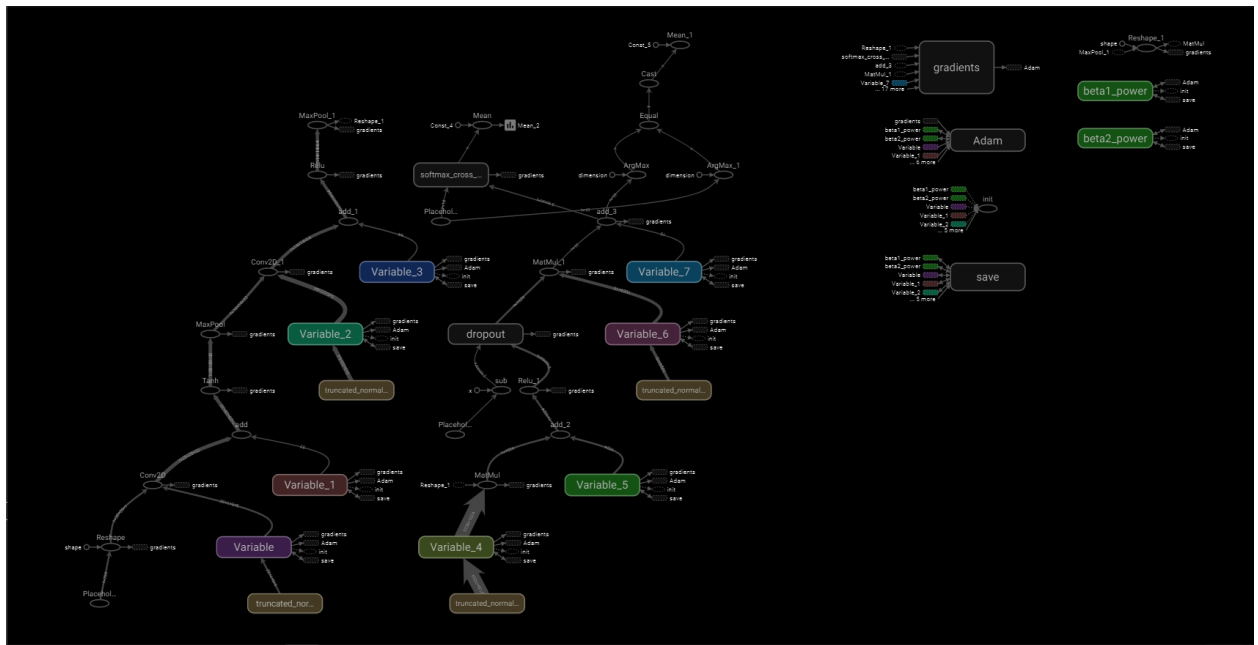 Mean_1
Const_5
Cast
Equal
ArgMax
dimension
ArgMax_1
dimension
MaxPool_1
Reshape_1
gradients
Const_4
Mean
Mean_2
Relu
gradients
softmax_cross_...
gradients
add_1
Placehol...
add_3
gradients
Conv2D_1
gradients
Variable_3
gradients
Adam
init
save
MatMul_1
gradients
Variable_7
gradients
Adam
init
save
MaxPool
gradients
Variable_2
gradients
Adam
init
save
dropout
gradients
Variable_6
gradients
Adam
init
save
Tanh
gradients
truncated_normal...
x
sub
Relu_1
gradients
truncated_normal...
add
Placehol...
add_2
Conv2D
gradients
Variable_1
gradients
Adam
init
save
Reshape_1
MatMul
gradients
Variable_5
gradients
Adam
init
save
shape
Reshape
gradients
Variable
gradients
Adam
init
save
Variable_4
gradients
Adam
init
save
Placehol...
truncated_nor...
truncated_normal...
Reshape_1
softmax_cross_...
add_3
MatMul_1
Variable_7
... 17 more
gradients
Adam
shape
MaxPool_1
Reshape_1
MatMul
gradients
beta1_power
Adam
init
save
gradients
beta1_power
beta2_power
Variable
Variable_1
... 6 more
Adam
beta2_power
Adam
init
save
beta1_power
beta2_power
Variable
Variable_1
Variable_2
... 5 more
init
beta1_power
beta2_power
Variable
Variable_1
Variable_2
... 5 more
save